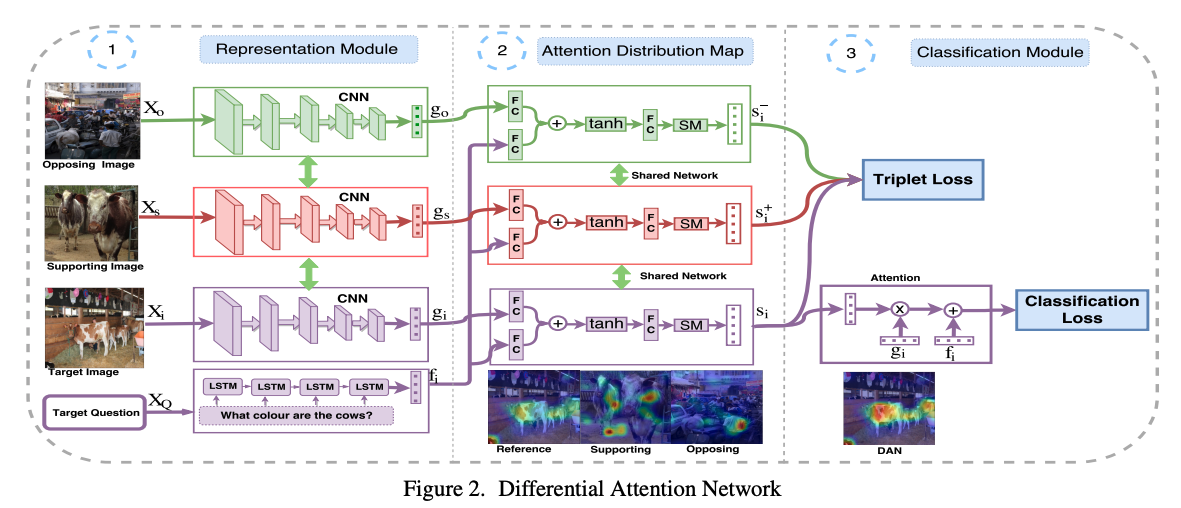 1 Representation Module
2 Attention Distribution Map
3 Classification Module
X_o
CNN
g_o
Opposing Image
F C
F C
+
tanh
F C
SM
s_i^-
Shared Network
X_s
CNN
g_s
Supporting Image
F C
F C
+
tanh
F C
SM
s_i^+
Shared Network
Triplet Loss
X_i
CNN
g_i
Target Image
F C
F C
+
tanh
F C
SM
s_i
Attention
x
+
g_i
f_i
Classification
Loss
Target Question
X_Q
LSTM LSTM LSTM LSTM
f_i
What colour are the cows?
Reference Supporting Opposing
DAN
Figure 2. Differential Attention Network